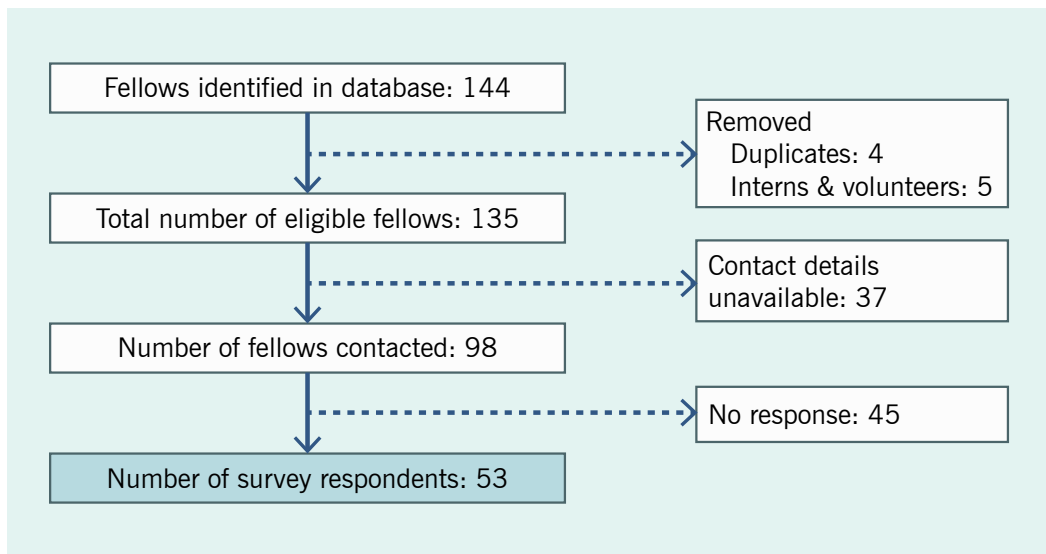 Fellows identified in database: 144
Removed
Duplicates: 4
Interns & volunteers: 5
Total number of eligible fellows: 135
Contact details
unavailable: 37
Number of fellows contacted: 98
No response: 45
Number of survey respondents: 53